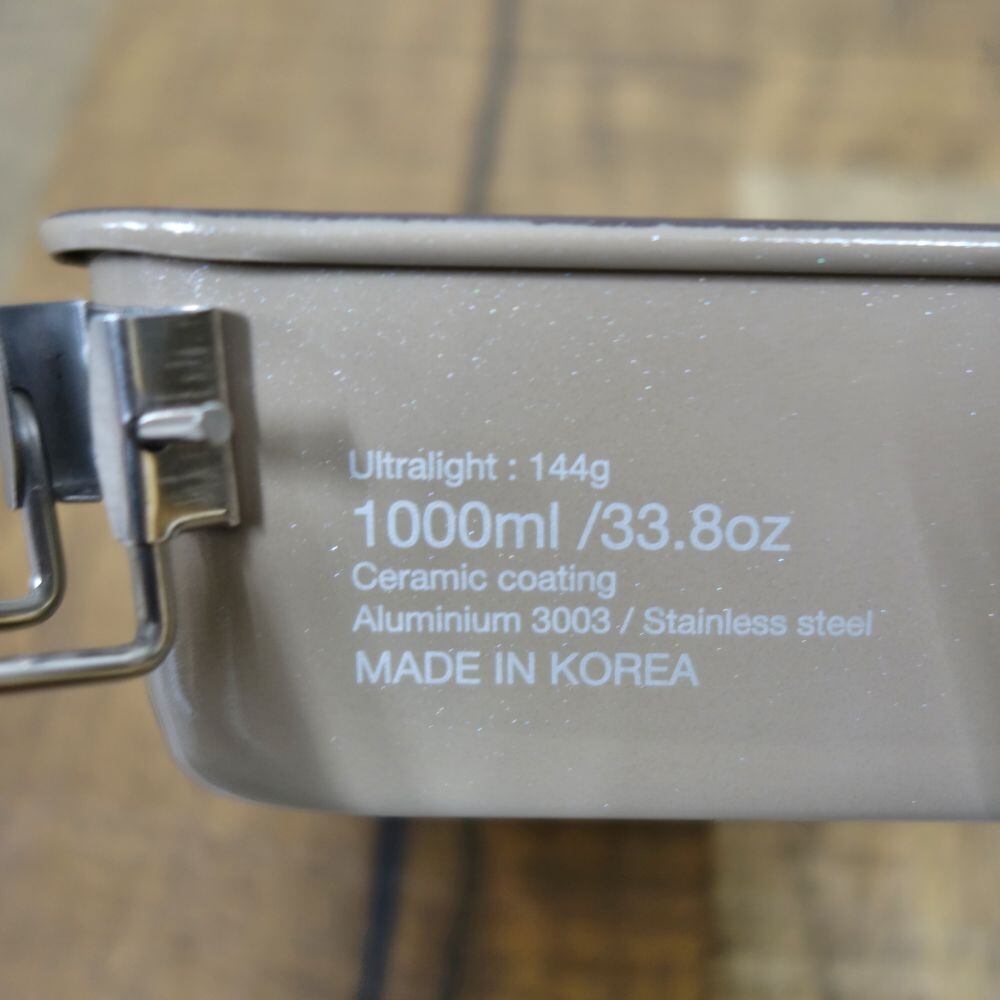 Ultralight : 144g
1000ml /33.8oz
Ceramic coating
Aluminium 3003 / Stainless steel
MADE IN KOREA